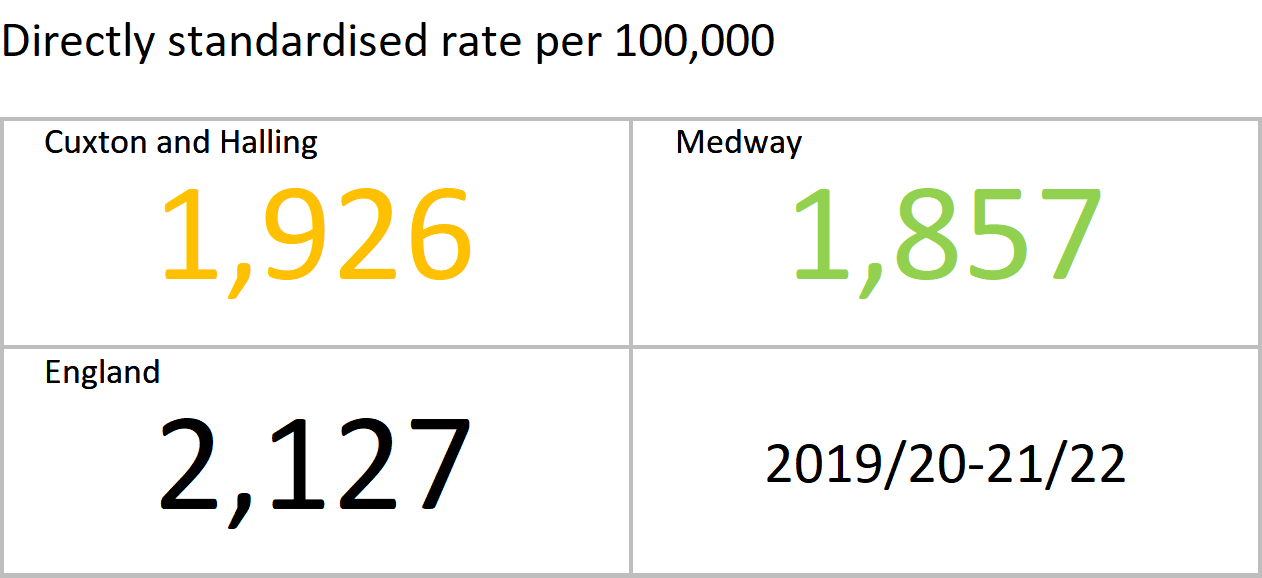 Directly standardised rate per 100,000
Cuxton and Halling
1,926
Medway
1,857
England
2,127
2019/20-21/22